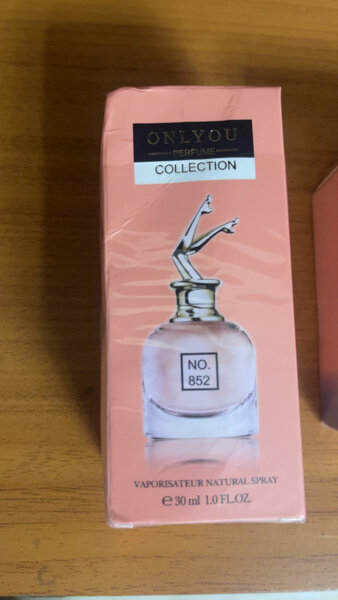 ONLYOU
PERFUME
COLLECTION
NO.
852
VAPORISATEUR NATURAL SPRAY
℮ 30 ml 1.0 FL.OZ.